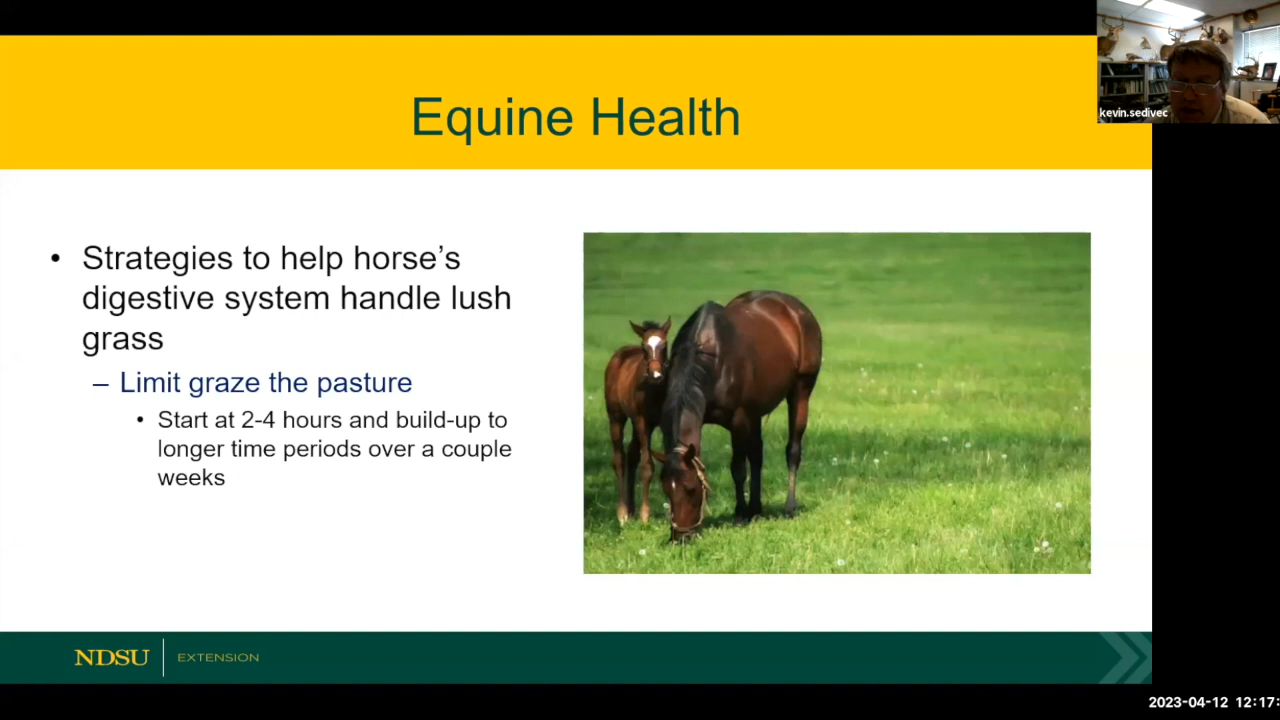 Equine Health
kevin.sedivec
• Strategies to help horse's
digestive system handle lush
grass
– Limit graze the pasture
• Start at 2-4 hours and build-up to
longer time periods over a couple
weeks
NDSU
EXTENSION
2023-04-12 12:17: